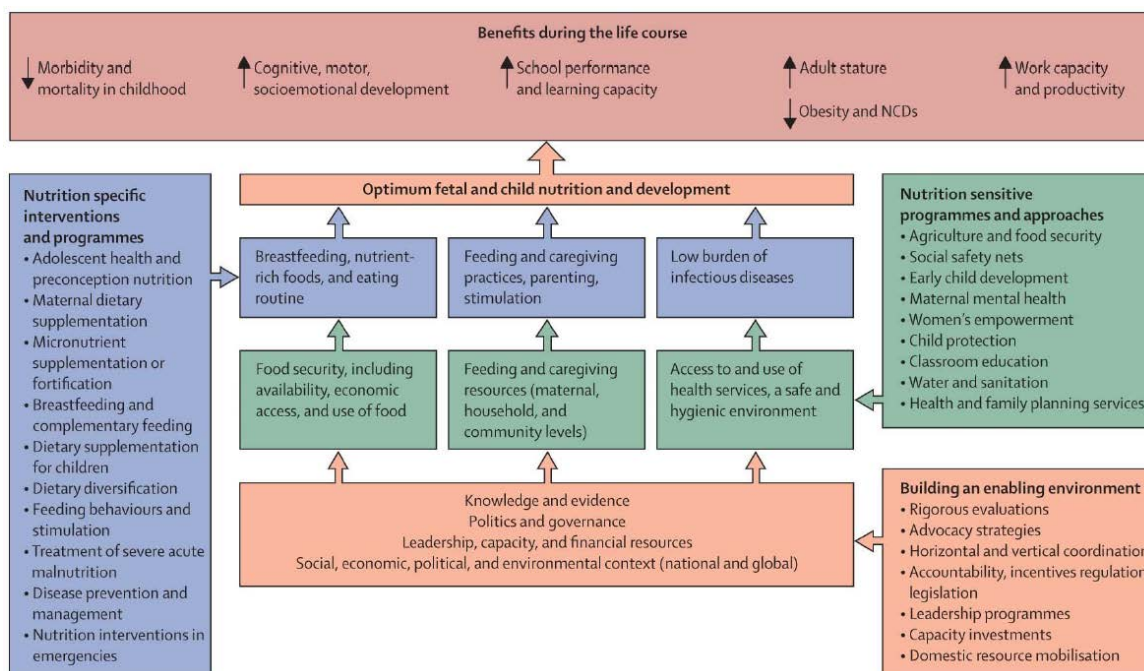 Benefits during the life course
Morbidity and
mortality in childhood
Cognitive, motor,
socioemotional development
School performance
and learning capacity
Adult stature
Obesity and NCDs
Work capacity
and productivity
Nutrition specific
interventions
and programmes
• Adolescent health and
preconception nutrition
• Maternal dietary
supplementation
• Micronutrient
supplementation or
fortification
• Breastfeeding and
complementary feeding
• Dietary supplementation
for children
• Dietary diversification
• Feeding behaviours and
stimulation
• Treatment of severe acute
malnutrition
• Disease prevention and
management
• Nutrition interventions in
emergencies
Optimum fetal and child nutrition and development
Breastfeeding, nutrient-
rich foods, and eating
routine
Feeding and caregiving
practices, parenting,
stimulation
Low burden of
infectious diseases
Food security, including
availability, economic
access, and use of food
Feeding and caregiving
resources (maternal,
household, and
community levels)
Access to and use of
health services, a safe and
hygienic environment
Knowledge and evidence
Politics and governance
Leadership, capacity, and financial resources
Social, economic, political, and environmental context (national and global)
Nutrition sensitive
programmes and approaches
• Agriculture and food security
• Social safety nets
• Early child development
• Maternal mental health
• Women's empowerment
• Child protection
• Classroom education
• Water and sanitation
• Health and family planning services
Building an enabling environment
• Rigorous evaluations
• Advocacy strategies
• Horizontal and vertical coordination
• Accountability, incentives regulation,
legislation
• Leadership programmes
• Capacity investments
• Domestic resource mobilisation